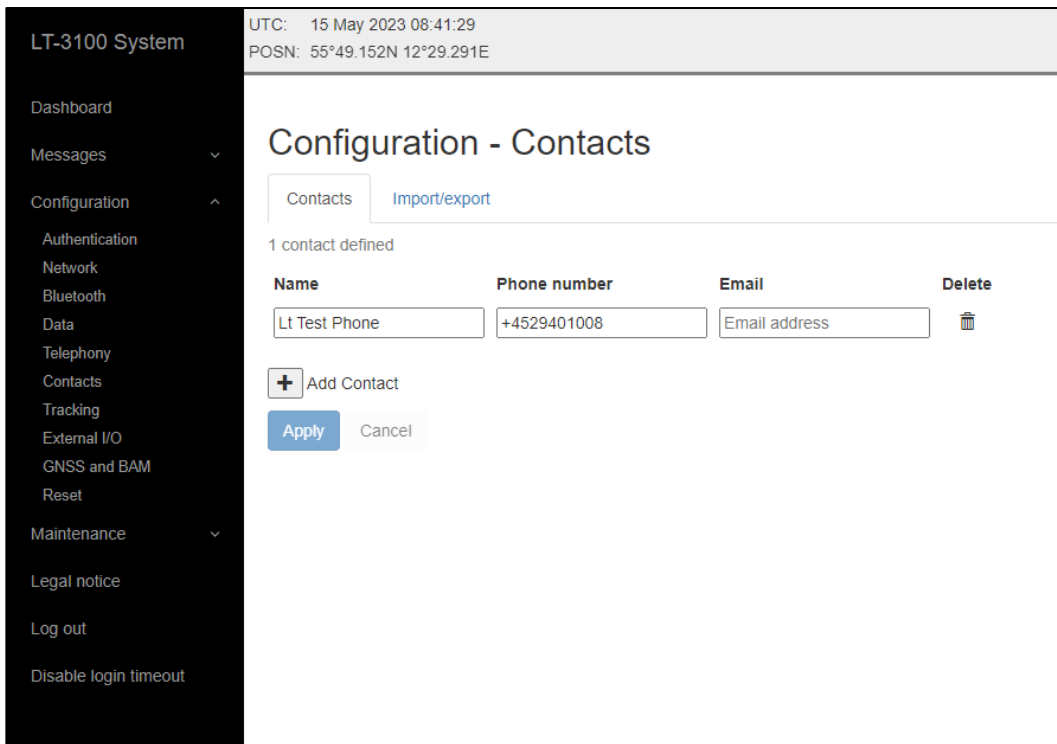 LT-3100 System
UTC: 15 May 2023 08:41:29
POSN: 55°49.152N 12°29.291E
Dashboard
Messages
Configuration
Authentication
Network
Bluetooth
Data
Telephony
Contacts
Tracking
External I/O
GNSS and BAM
Reset
Maintenance
Legal notice
Log out
Disable login timeout
Configuration - Contacts
Contacts Import/export
1 contact defined
Name Phone number Email Delete
Lt Test Phone +4529401008 Email address
Add Contact
Apply Cancel